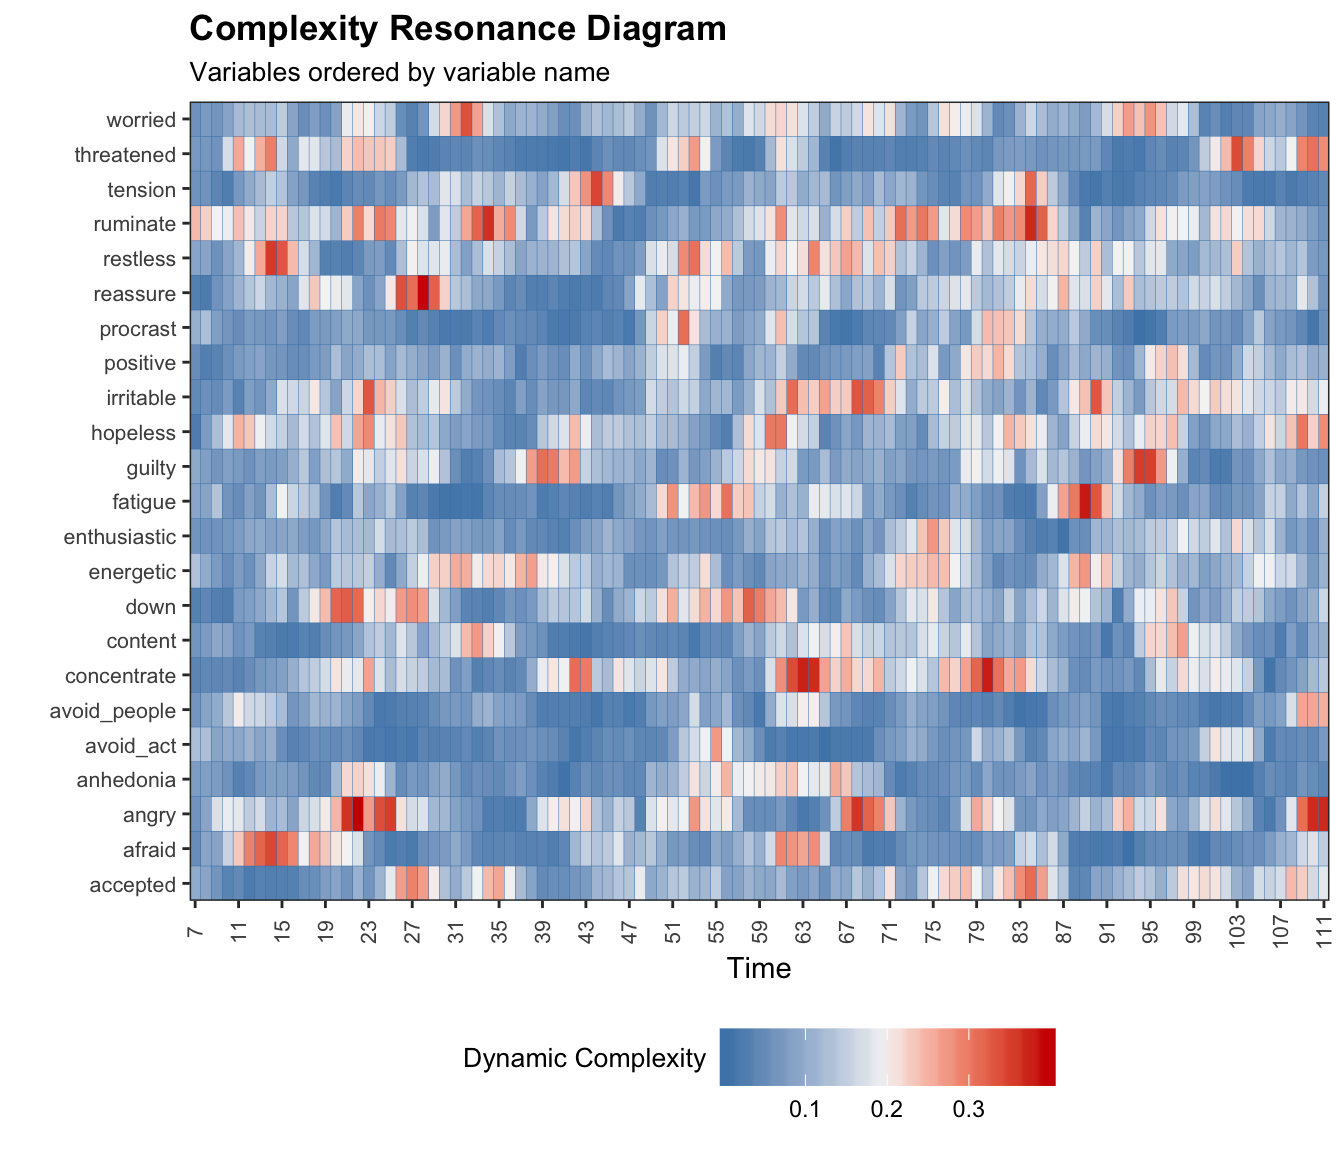 Complexity Resonance Diagram
Variables ordered by variable name
worried
threatened
tension
ruminate
restless
reassure
procrast
positive
irritable
hopeless
guilty
fatigue
enthusiastic
energetic
down
content
concentrate
avoid_people
avoid_act
anhedonia
angry
afraid
accepted
7 11 15 19 23 27 31 35 39 43 47 51 55 59 63 67 71 75 79 83 87 91 95 99 103 107 111
Time
Dynamic Complexity
0.1 0.2 0.3